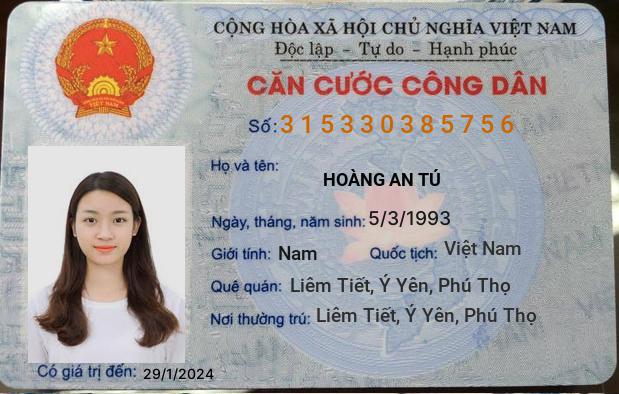 CỘNG HÒA XÃ HỘI CHỦ NGHĨA VIỆT NAM
Độc lập - Tự do - Hạnh phúc
CĂN CƯỚC CÔNG DÂN
Số: 315330385756
Họ và tên:
HOÀNG AN TÚ
Ngày, tháng, năm sinh: 5/3/1993
Giới tính: Nam Quốc tịch: Việt Nam
Quê quán: Liêm Tiết, Ý Yên, Phú Thọ
Nơi thường trú: Liêm Tiết, Ý Yên, Phú Thọ
Có giá trị đến: 29/1/2024
VIỆT NAM